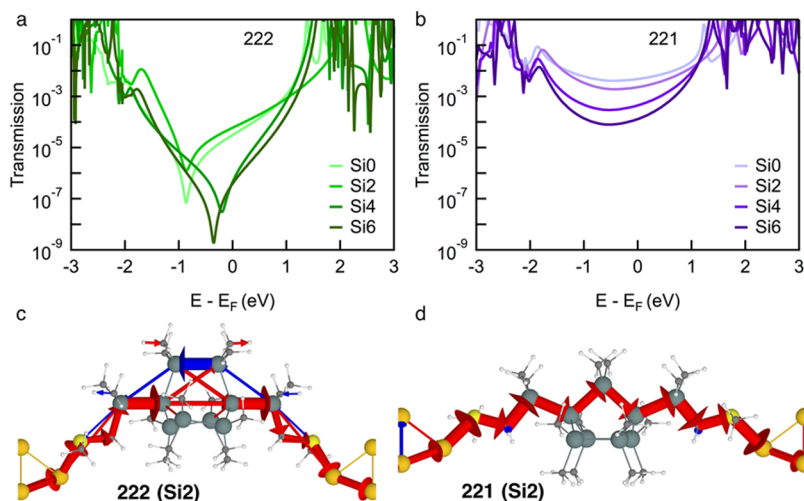 a
222
Transmission
10⁻¹
10⁻³
10⁻⁵
10⁻⁷
10⁻⁹
Si0
Si2
Si4
Si6
-3 -2 -1 0 1 2 3
E - E_F (eV)
b
221
Transmission
10⁻¹
10⁻³
10⁻⁵
10⁻⁷
10⁻⁹
Si0
Si2
Si4
Si6
-3 -2 -1 0 1 2 3
E - E_F (eV)
c
222 (Si2)
d
221 (Si2)